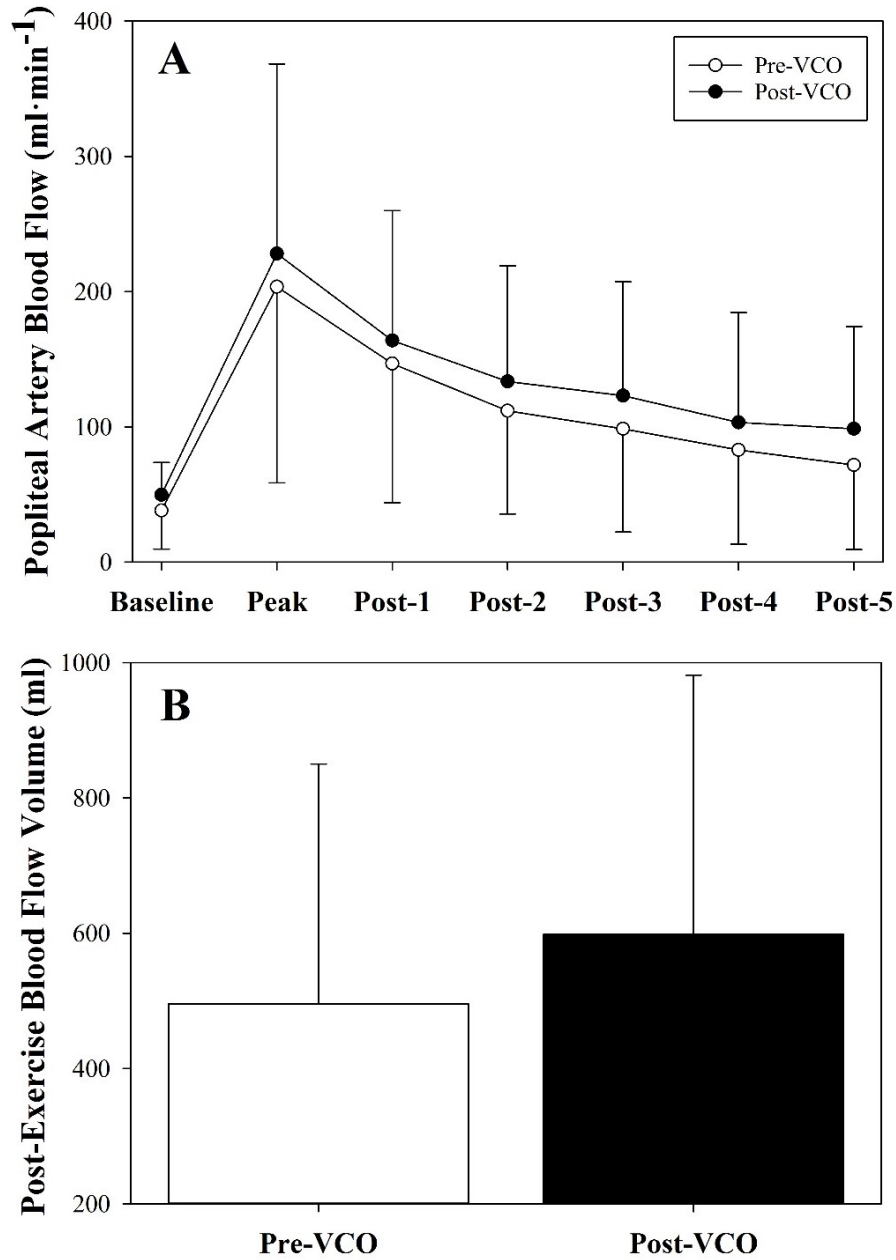 A
Pre-VCO
Post-VCO
Popliteal Artery Blood Flow (ml·min-1)
400
300
200
100
0
Baseline Peak Post-1 Post-2 Post-3 Post-4 Post-5
B
Post-Exercise Blood Flow Volume (ml)
1000
800
600
400
200
Pre-VCO Post-VCO